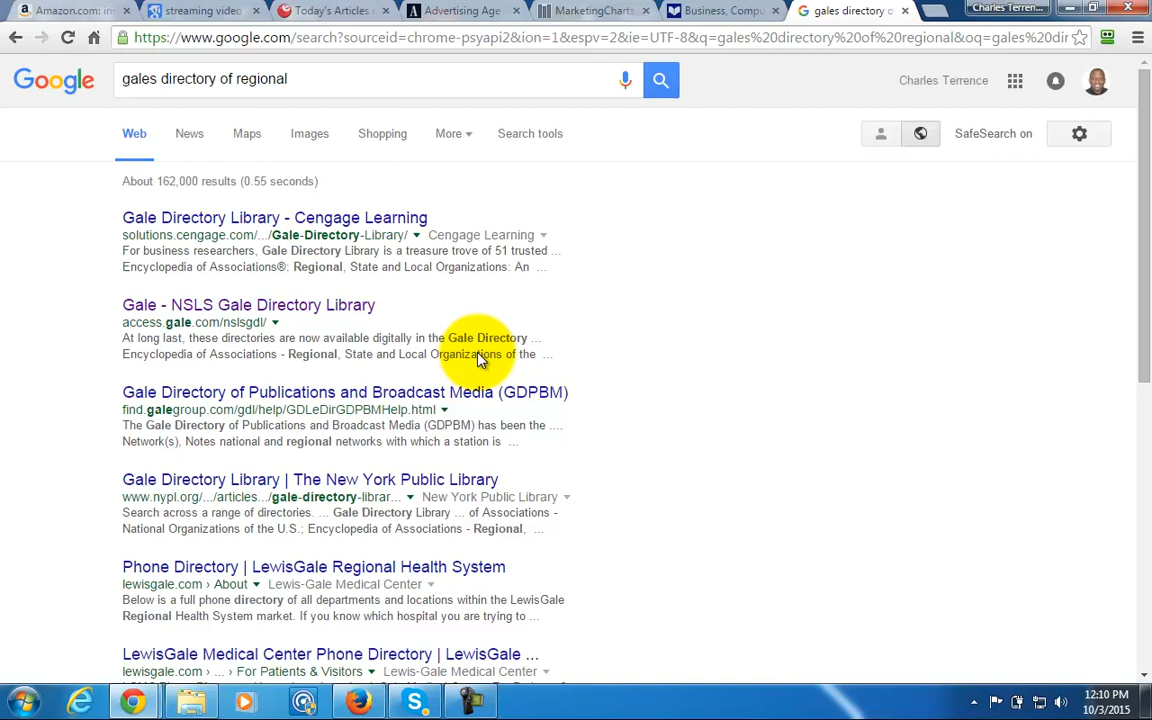 Amazon.com: in
streaming video
Today's Articles
Advertising Age
MarketingCharts
Business, Compu
gales directory o
Charles Terren...
https://www.google.com/search?sourceid=chrome-psyapi2&ion=1&espv=2&ie=UTF-8&q=gales%20directory%20of%20regional&oq=gales%20dir
Google
gales directory of regional
Charles Terrence
Web
News
Maps
Images
Shopping
More
Search tools
SafeSearch on
About 162,000 results (0.55 seconds)
Gale Directory Library - Cengage Learning
solutions.cengage.com/.../Gale-Directory-Library/ Cengage Learning
For business researchers, Gale Directory Library is a treasure trove of 51 trusted ...
Encyclopedia of Associations®: Regional, State and Local Organizations: An ...
Gale - NSLS Gale Directory Library
access.gale.com/nslsgdl/
At long last, these directories are now available digitally in the Gale Directory ...
Encyclopedia of Associations - Regional, State and Local Organizations of the ...
Gale Directory of Publications and Broadcast Media (GDPBM)
find.galegroup.com/gdl/help/GDLeDirGDPBMHelp.html
The Gale Directory of Publications and Broadcast Media (GDPBM) has been the ....
Network(s), Notes national and regional networks with which a station is ...
Gale Directory Library | The New York Public Library
www.nypl.org/.../articles.../gale-directory-librar... New York Public Library
Search across a range of directories. ... Gale Directory Library ... of Associations -
National Organizations of the U.S.; Encyclopedia of Associations - Regional, ...
Phone Directory | LewisGale Regional Health System
lewisgale.com › About Lewis-Gale Medical Center
Below is a full phone directory of all departments and locations within the LewisGale
Regional Health System market. If you know which hospital you are trying to ...
LewisGale Medical Center Phone Directory | LewisGale ...
lewisgale.com › ... › For Patients & Visitors Lewis-Gale Medical Center
12:10 PM
10/3/2015